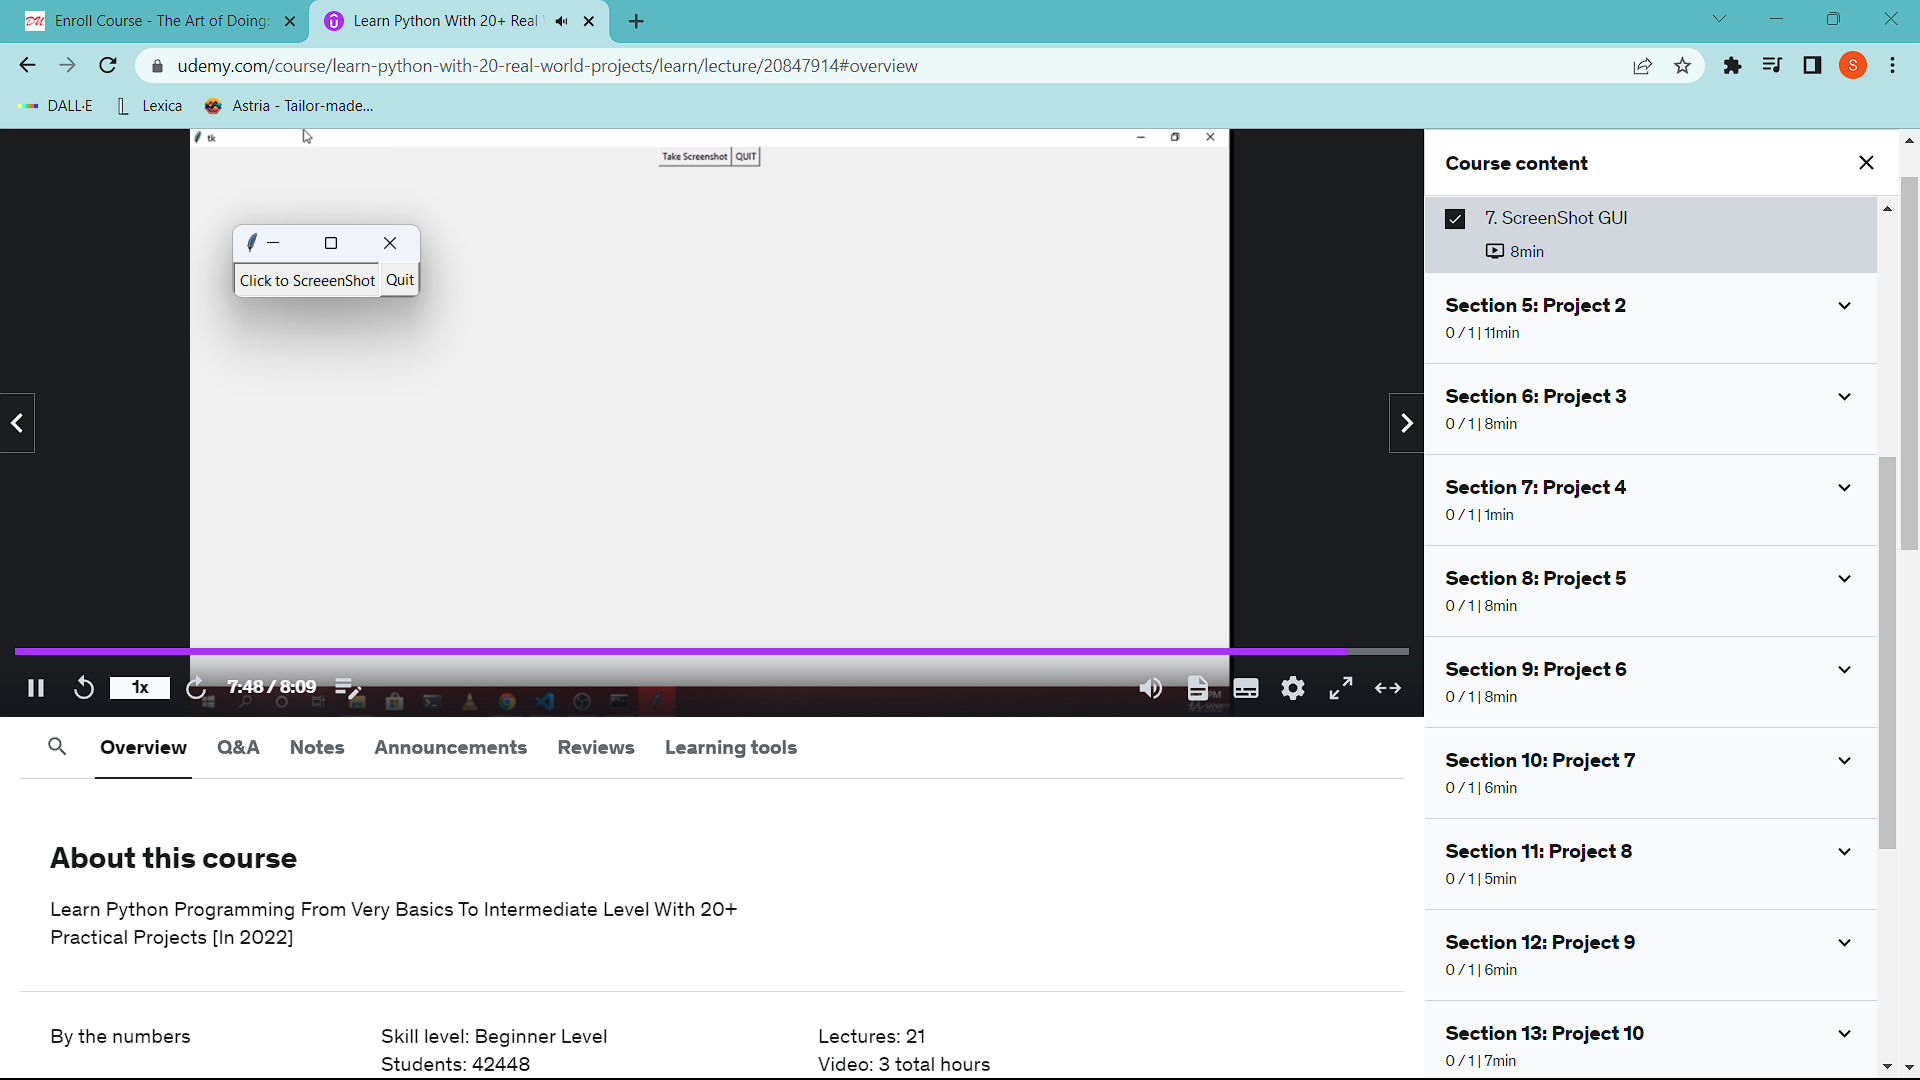 Enroll Course - The Art of Doing:
Learn Python With 20+ Real
udemy.com/course/learn-python-with-20-real-world-projects/learn/lecture/20847914#overview
S
DALL·E
Lexica
Astria - Tailor-made...
tk
Take Screenshot QUIT
Click to ScreeenShot Quit
1x
7:48 / 8:09
Overview
Q&A
Notes
Announcements
Reviews
Learning tools
About this course
Learn Python Programming From Very Basics To Intermediate Level With 20+
Practical Projects [In 2022]
By the numbers
Skill level: Beginner Level
Students: 42448
Lectures: 21
Video: 3 total hours
Course content
7. ScreenShot GUI
8min
Section 5: Project 2
0 / 1 | 11min
Section 6: Project 3
0 / 1 | 8min
Section 7: Project 4
0 / 1 | 1min
Section 8: Project 5
0 / 1 | 8min
Section 9: Project 6
0 / 1 | 8min
Section 10: Project 7
0 / 1 | 6min
Section 11: Project 8
0 / 1 | 5min
Section 12: Project 9
0 / 1 | 6min
Section 13: Project 10
0 / 1 | 7min